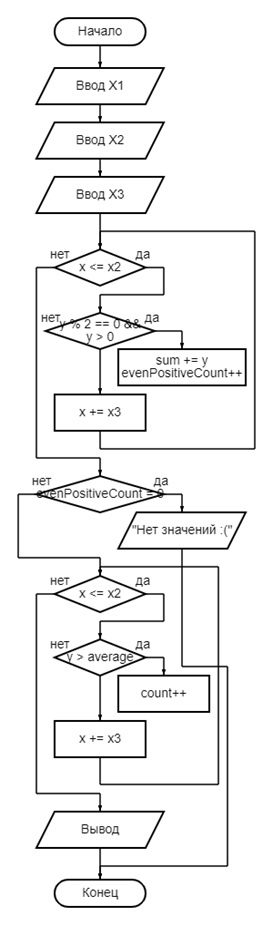 Начало
Ввод X1
Ввод X2
Ввод X3
нет да
x <= x2
нет да
y % 2 == 0 &&
y > 0
sum += y
evenPositiveCount++
x += x3
нет да
evenPositiveCount = 0
"Нет значений :("
нет да
x <= x2
нет да
y > average
count++
x += x3
Вывод
Конец